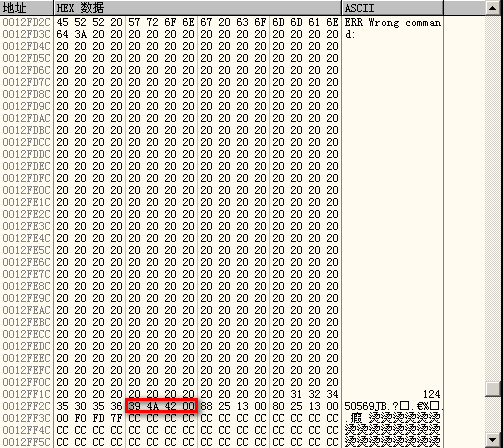 地址 HEX 数据 ASCII
0012FD2C 45 52 52 20 57 72 6F 6E 67 20 63 6F 6D 6D 61 6E ERR Wrong comman
0012FD3C 64 3A 20 20 20 20 20 20 20 20 20 20 20 20 20 20 d:
0012FD4C 20 20 20 20 20 20 20 20 20 20 20 20 20 20 20 20
0012FD5C 20 20 20 20 20 20 20 20 20 20 20 20 20 20 20 20
0012FD6C 20 20 20 20 20 20 20 20 20 20 20 20 20 20 20 20
0012FD7C 20 20 20 20 20 20 20 20 20 20 20 20 20 20 20 20
0012FD8C 20 20 20 20 20 20 20 20 20 20 20 20 20 20 20 20
0012FD9C 20 20 20 20 20 20 20 20 20 20 20 20 20 20 20 20
0012FDAC 20 20 20 20 20 20 20 20 20 20 20 20 20 20 20 20
0012FDBC 20 20 20 20 20 20 20 20 20 20 20 20 20 20 20 20
0012FDCC 20 20 20 20 20 20 20 20 20 20 20 20 20 20 20 20
0012FDDC 20 20 20 20 20 20 20 20 20 20 20 20 20 20 20 20
0012FDEC 20 20 20 20 20 20 20 20 20 20 20 20 20 20 20 20
0012FDFC 20 20 20 20 20 20 20 20 20 20 20 20 20 20 20 20
0012FE0C 20 20 20 20 20 20 20 20 20 20 20 20 20 20 20 20
0012FE1C 20 20 20 20 20 20 20 20 20 20 20 20 20 20 20 20
0012FE2C 20 20 20 20 20 20 20 20 20 20 20 20 20 20 20 20
0012FE3C 20 20 20 20 20 20 20 20 20 20 20 20 20 20 20 20
0012FE4C 20 20 20 20 20 20 20 20 20 20 20 20 20 20 20 20
0012FE5C 20 20 20 20 20 20 20 20 20 20 20 20 20 20 20 20
0012FE6C 20 20 20 20 20 20 20 20 20 20 20 20 20 20 20 20
0012FE7C 20 20 20 20 20 20 20 20 20 20 20 20 20 20 20 20
0012FE8C 20 20 20 20 20 20 20 20 20 20 20 20 20 20 20 20
0012FE9C 20 20 20 20 20 20 20 20 20 20 20 20 20 20 20 20
0012FEAC 20 20 20 20 20 20 20 20 20 20 20 20 20 20 20 20
0012FEBC 20 20 20 20 20 20 20 20 20 20 20 20 20 20 20 20
0012FECC 20 20 20 20 20 20 20 20 20 20 20 20 20 20 20 20
0012FEDC 20 20 20 20 20 20 20 20 20 20 20 20 20 20 20 20
0012FEEC 20 20 20 20 20 20 20 20 20 20 20 20 20 20 20 20
0012FEFC 20 20 20 20 20 20 20 20 20 20 20 20 20 20 20 20
0012FF0C 20 20 20 20 20 20 20 20 20 20 20 20 20 20 20 20
0012FF1C 20 20 20 20 20 20 20 20 20 20 20 20 20 31 32 34 124
0012FF2C 35 30 35 36 39 4A 42 00 88 25 13 00 80 25 13 00 50569JB.?□ €%□
0012FF3C 00 F0 FD 7F CC CC CC CC CC CC CC CC CC CC CC CC
0012FF4C CC CC CC CC CC CC CC CC CC CC CC CC CC CC CC CC
0012FF5C CC CC CC CC CC CC CC CC CC CC CC CC CC CC CC CC